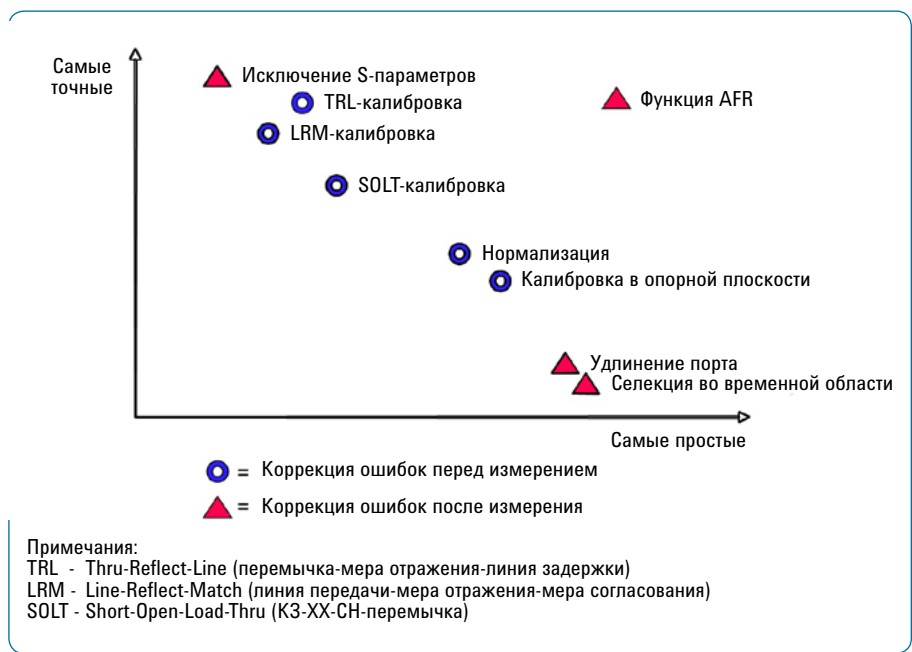 Самые
точные
Исключение S-параметров
TRL-калибровка
Функция AFR
LRM-калибровка
SOLT-калибровка
Нормализация
Калибровка в опорной плоскости
Удлинение порта
Селекция во временной области
Самые простые
= Коррекция ошибок перед измерением
= Коррекция ошибок после измерения
Примечания:
TRL - Thru-Reflect-Line (перемычка-мера отражения-линия задержки)
LRM - Line-Reflect-Match (линия передачи-мера отражения-мера согласования)
SOLT - Short-Open-Load-Thru (КЗ-ХХ-СН-перемычка)